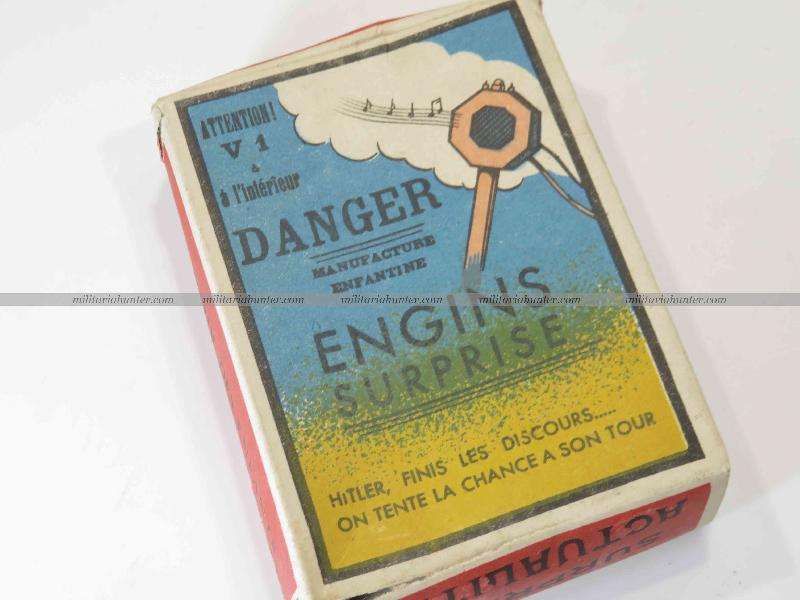 ATTENTION!
V 1
&
à l'intérieur
DANGER
MANUFACTURE
ENFANTINE
ENGINS
SURPRISE
HITLER, FINIS LES DISCOURS.....
ON TENTE LA CHANCE A SON TOUR
militariahunter.com militariahunter.com militariahunter.com militariahunter.com militariahunter.com